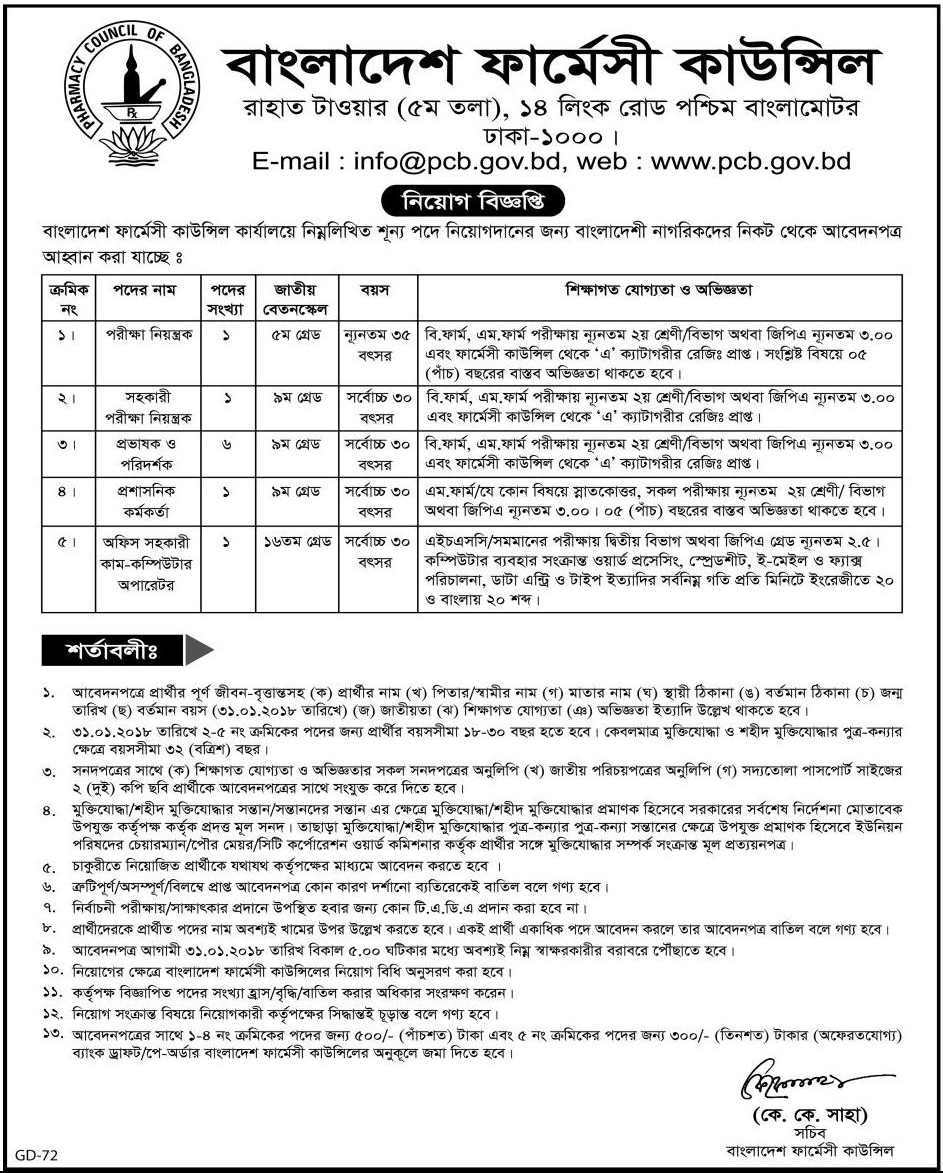 PHARMACY COUNCIL OF BANGLADESH
Rx
বাংলাদেশ ফার্মেসী কাউন্সিল
রাহাত টাওয়ার (৫ম তলা), ১৪ লিংক রোড পশ্চিম বাংলামোটর
ঢাকা-১০০০ ।
E-mail : info@pcb.gov.bd, web : www.pcb.gov.bd
নিয়োগ বিজ্ঞপ্তি
বাংলাদেশ ফার্মেসী কাউন্সিল কার্যালয়ে নিম্নলিখিত শূন্য পদে নিয়োগদানের জন্য বাংলাদেশী নাগরিকদের নিকট থেকে আবেদনপত্র
আহ্বান করা যাচ্ছে ঃ
ক্রমিক নং পদের নাম পদের সংখ্যা জাতীয় বেতনস্কেল বয়স শিক্ষাগত যোগ্যতা ও অভিজ্ঞতা
১। পরীক্ষা নিয়ন্ত্রক ১ ৫ম গ্রেড ন্যূনতম ৩৫ বৎসর বি.ফার্ম, এম.ফার্ম পরীক্ষায় ন্যূনতম ২য় শ্রেণী/বিভাগ অথবা জিপিএ ন্যূনতম ৩.০০
এবং ফার্মেসী কাউন্সিল থেকে ‘এ’ ক্যাটাগরীর রেজিঃ প্রাপ্ত। সংশ্লিষ্ট বিষয়ে ০৫
(পাঁচ) বছরের বাস্তব অভিজ্ঞতা থাকতে হবে।
২। সহকারী পরীক্ষা নিয়ন্ত্রক ১ ৯ম গ্রেড সর্বোচ্চ ৩০ বৎসর বি.ফার্ম, এম.ফার্ম পরীক্ষায় ন্যূনতম ২য় শ্রেণী/বিভাগ অথবা জিপিএ ন্যূনতম ৩.০০
এবং ফার্মেসী কাউন্সিল থেকে ‘এ’ ক্যাটাগরীর রেজিঃ প্রাপ্ত।
৩। প্রভাষক ও পরিদর্শক ৬ ৯ম গ্রেড সর্বোচ্চ ৩০ বৎসর বি.ফার্ম, এম.ফার্ম পরীক্ষায় ন্যূনতম ২য় শ্রেণী/বিভাগ অথবা জিপিএ ন্যূনতম ৩.০০
এবং ফার্মেসী কাউন্সিল থেকে ‘এ’ ক্যাটাগরীর রেজিঃ প্রাপ্ত।
৪। প্রশাসনিক কর্মকর্তা ১ ৯ম গ্রেড সর্বোচ্চ ৩০ বৎসর এম.ফার্ম/যে কোন বিষয়ে স্নাতকোত্তর, সকল পরীক্ষায় ন্যূনতম ২য় শ্রেণী/ বিভাগ
অথবা জিপিএ ন্যূনতম ৩.০০। ০৫ (পাঁচ) বছরের বাস্তব অভিজ্ঞতা থাকতে হবে।
৫। অফিস সহকারী কাম-কম্পিউটার অপারেটর ১ ১৬তম গ্রেড সর্বোচ্চ ৩০ বৎসর এইচএসসি/সমমানের পরীক্ষায় দ্বিতীয় বিভাগ অথবা জিপিএ গ্রেড ন্যূনতম ২.৫।
কম্পিউটার ব্যবহার সংক্রান্ত ওয়ার্ড প্রসেসিং, স্প্রেডশীট, ই-মেইল ও ফ্যাক্স
পরিচালনা, ডাটা এন্ট্রি ও টাইপ ইত্যাদির সর্বনিম্ন গতি প্রতি মিনিটে ইংরেজীতে ২০
ও বাংলায় ২০ শব্দ।
শর্তাবলীঃ
১. আবেদনপত্রে প্রার্থীর পূর্ণ জীবন-বৃত্তান্তসহ (ক) প্রার্থীর নাম (খ) পিতার/স্বামীর নাম (গ) মাতার নাম (ঘ) স্থায়ী ঠিকানা (ঙ) বর্তমান ঠিকানা (চ) জন্ম
তারিখ (ছ) বর্তমান বয়স (৩১.০১.২০১৮ তারিখে) (জ) জাতীয়তা (ঝ) শিক্ষাগত যোগ্যতা (ঞ) অভিজ্ঞতা ইত্যাদি উল্লেখ থাকতে হবে।
২. ৩১.০১.২০১৮ তারিখে ২-৫ নং ক্রমিকের পদের জন্য প্রার্থীর বয়সসীমা ১৮-৩০ বছর হতে হবে। কেবলমাত্র মুক্তিযোদ্ধা ও শহীদ মুক্তিযোদ্ধার পুত্র-কন্যার
ক্ষেত্রে বয়সসীমা ৩২ (বত্রিশ) বছর।
৩. সনদপত্রের সাথে (ক) শিক্ষাগত যোগ্যতা ও অভিজ্ঞতার সকল সনদপত্রের অনুলিপি (খ) জাতীয় পরিচয়পত্রের অনুলিপি (গ) সদ্যতোলা পাসপোর্ট সাইজের
২ (দুই) কপি ছবি প্রার্থীকে আবেদনপত্রের সাথে সংযুক্ত করে দিতে হবে।
৪. মুক্তিযোদ্ধা/শহীদ মুক্তিযোদ্ধার সন্তান/সন্তানদের সন্তান এর ক্ষেত্রে মুক্তিযোদ্ধা/শহীদ মুক্তিযোদ্ধার প্রমাণক হিসেবে সরকারের সর্বশেষ নির্দেশনা মোতাবেক
উপযুক্ত কর্তৃপক্ষ কর্তৃক প্রদত্ত মূল সনদ। তাছাড়া মুক্তিযোদ্ধা/শহীদ মুক্তিযোদ্ধার পুত্র-কন্যার পুত্র-কন্যা সন্তানের ক্ষেত্রে উপযুক্ত প্রমাণক হিসেবে ইউনিয়ন
পরিষদের চেয়ারম্যান/পৌর মেয়র/সিটি কর্পোরেশন ওয়ার্ড কমিশনার কর্তৃক প্রার্থীর সঙ্গে মুক্তিযোদ্ধার সম্পর্ক সংক্রান্ত মূল প্রত্যয়নপত্র।
৫. চাকুরীতে নিয়োজিত প্রার্থীকে যথাযথ কর্তৃপক্ষের মাধ্যমে আবেদন করতে হবে ।
৬. ত্রুটিপূর্ণ/অসম্পূর্ণ/বিলম্বে প্রাপ্ত আবেদনপত্র কোন কারণ দর্শানো ব্যতিরেকেই বাতিল বলে গণ্য হবে।
৭. নির্বাচনী পরীক্ষায়/সাক্ষাৎকার প্রদানে উপস্থিত হবার জন্য কোন টি.এ.ডি.এ প্রদান করা হবে না।
৮. প্রার্থীদেরকে প্রার্থীত পদের নাম অবশ্যই খামের উপর উল্লেখ করতে হবে। একই প্রার্থী একাধিক পদে আবেদন করলে তার আবেদনপত্র বাতিল বলে গণ্য হবে।
৯. আবেদনপত্র আগামী ৩১.০১.২০১৮ তারিখ বিকাল ৫.০০ ঘটিকার মধ্যে অবশ্যই নিম্ন স্বাক্ষরকারীর বরাবরে পৌঁছাতে হবে।
১০. নিয়োগের ক্ষেত্রে বাংলাদেশ ফার্মেসী কাউন্সিলের নিয়োগ বিধি অনুসরণ করা হবে।
১১. কর্তৃপক্ষ বিজ্ঞাপিত পদের সংখ্যা হ্রাস/বৃদ্ধি/বাতিল করার অধিকার সংরক্ষণ করেন।
১২. নিয়োগ সংক্রান্ত বিষয়ে নিয়োগকারী কর্তৃপক্ষের সিদ্ধান্তই চূড়ান্ত বলে গণ্য হবে।
১৩. আবেদনপত্রের সাথে ১-৪ নং ক্রমিকের পদের জন্য ৫০০/- (পাঁচশত) টাকা এবং ৫ নং ক্রমিকের পদের জন্য ৩০০/- (তিনশত) টাকার (অফেরতযোগ্য)
ব্যাংক ড্রাফট/পে-অর্ডার বাংলাদেশ ফার্মেসী কাউন্সিলের অনুকূলে জমা দিতে হবে।
(কে. কে. সাহা)
সচিব
বাংলাদেশ ফার্মেসী কাউন্সিল
GD-72